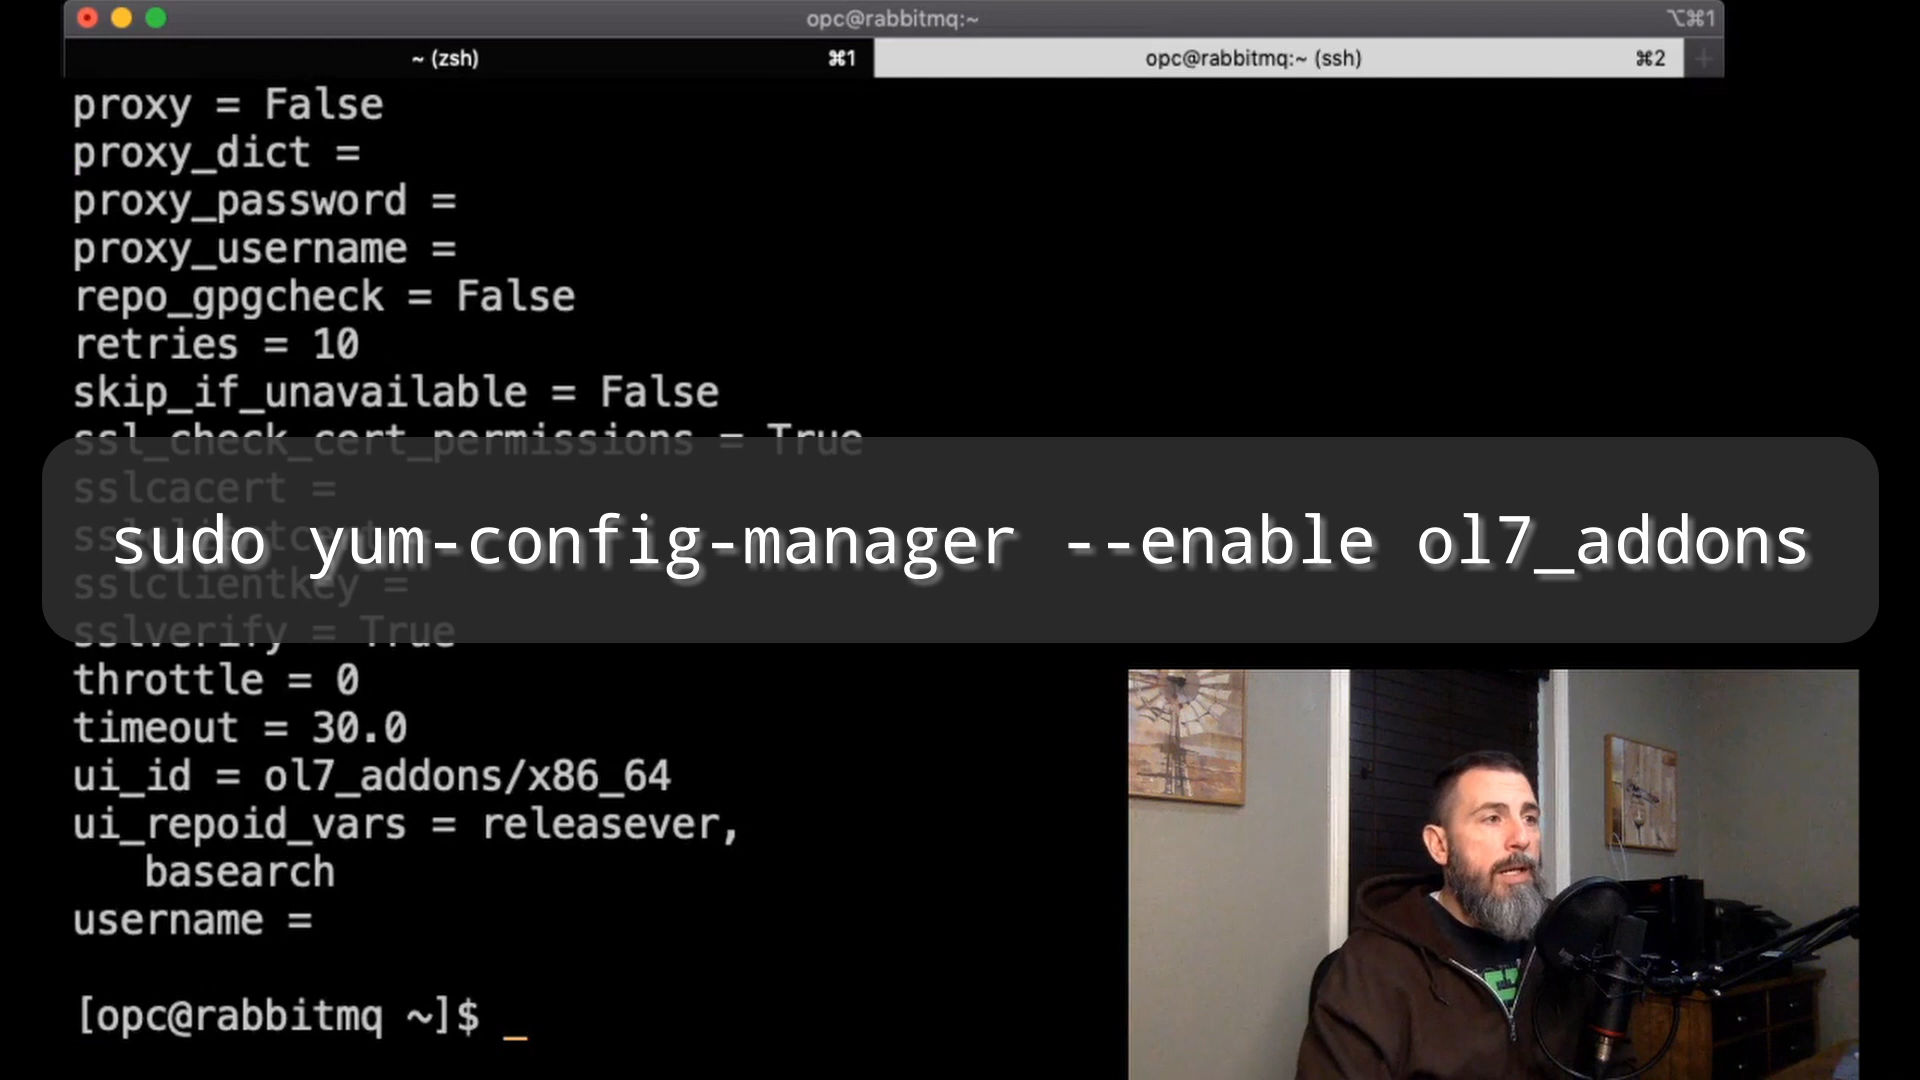 opc@rabbitmq:~
⌥⌘1
~ (zsh) ⌘1
opc@rabbitmq:~ (ssh) ⌘2 +
proxy = False
proxy_dict =
proxy_password =
proxy_username =
repo_gpgcheck = False
retries = 10
skip_if_unavailable = False
ssl_check_cert_permissions = True
sslcacert =
sudo yum-config-manager --enable ol7_addons
sslclientkey =
sslverify = True
throttle = 0
timeout = 30.0
ui_id = ol7_addons/x86_64
ui_repoid_vars = releasever,
basearch
username =
[opc@rabbitmq ~]$ _